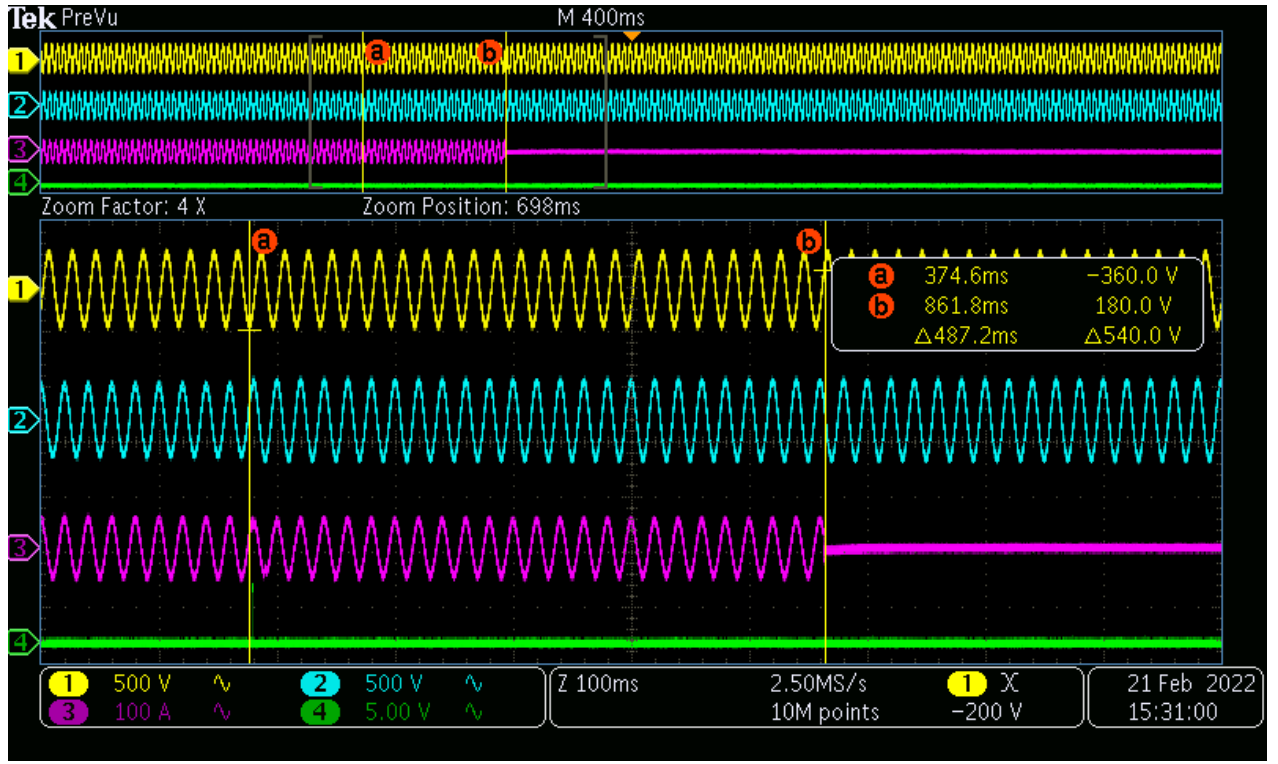 Tek PreVu M 400ms
1
a b
2
3
4
Zoom Factor: 4 X Zoom Position: 698ms
a b
1
a 374.6ms −360.0 V
b 861.8ms 180.0 V
Δ487.2ms Δ540.0 V
2
3
4
1 500 V 2 500 V Z 100ms 2.50MS/s 1 X 21 Feb 2022
3 100 A 4 5.00 V 10M points −200 V 15:31:00